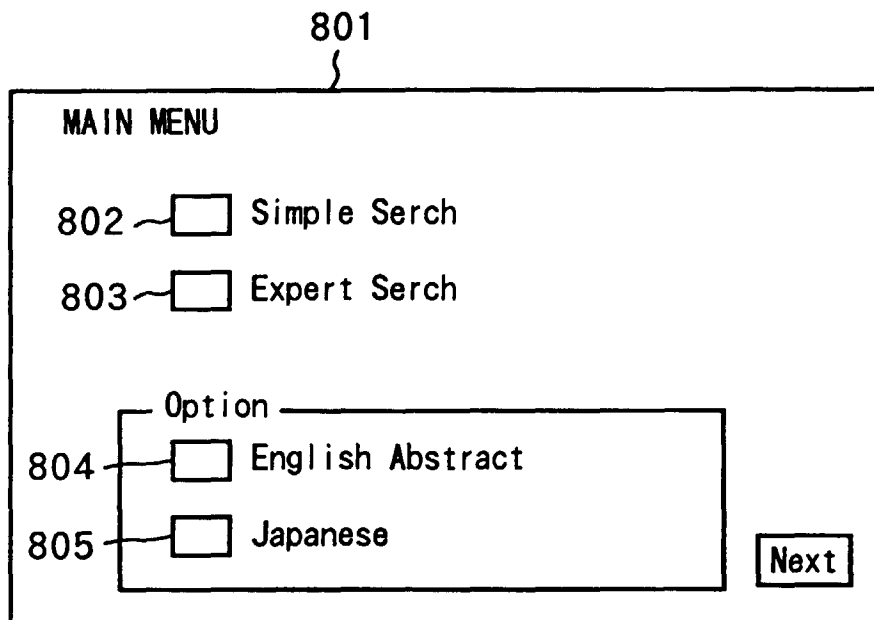 801
MAIN MENU
802 Simple Serch
803 Expert Serch
Option
804 English Abstract
805 Japanese
Next